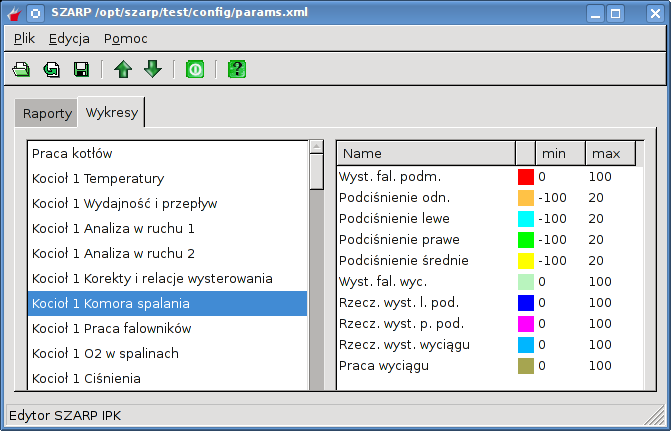 SZARP /opt/szarp/test/config/params.xml
Plik Edycja Pomoc
Raporty Wykresy
Praca kotłów
Kocioł 1 Temperatury
Kocioł 1 Wydajność i przepływ
Kocioł 1 Analiza w ruchu 1
Kocioł 1 Analiza w ruchu 2
Kocioł 1 Korekty i relacje wysterowania
Kocioł 1 Komora spalania
Kocioł 1 Praca falowników
Kocioł 1 O2 w spalinach
Kocioł 1 Ciśnienia
Name min max
Wyst. fal. podm. 0 100
Podciśnienie odn. -100 20
Podciśnienie lewe -100 20
Podciśnienie prawe -100 20
Podciśnienie średnie -100 20
Wyst. fal. wyc. 0 100
Rzecz. wyst. l. pod. 0 100
Rzecz. wyst. p. pod. 0 100
Rzecz. wyst. wyciągu 0 100
Praca wyciągu 0 100
Edytor SZARP IPK